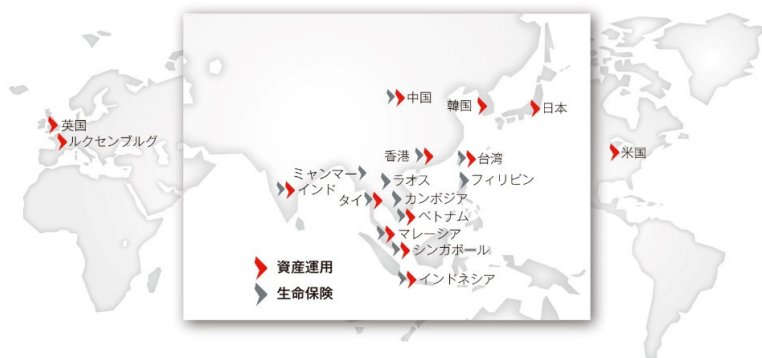 中国
韓国
日本
英国
ルクセンブルグ
香港
台湾
米国
ミャンマー
ラオス
フィリピン
インド
タイ
カンボジア
ベトナム
マレーシア
シンガポール
資産運用
インドネシア
生命保険